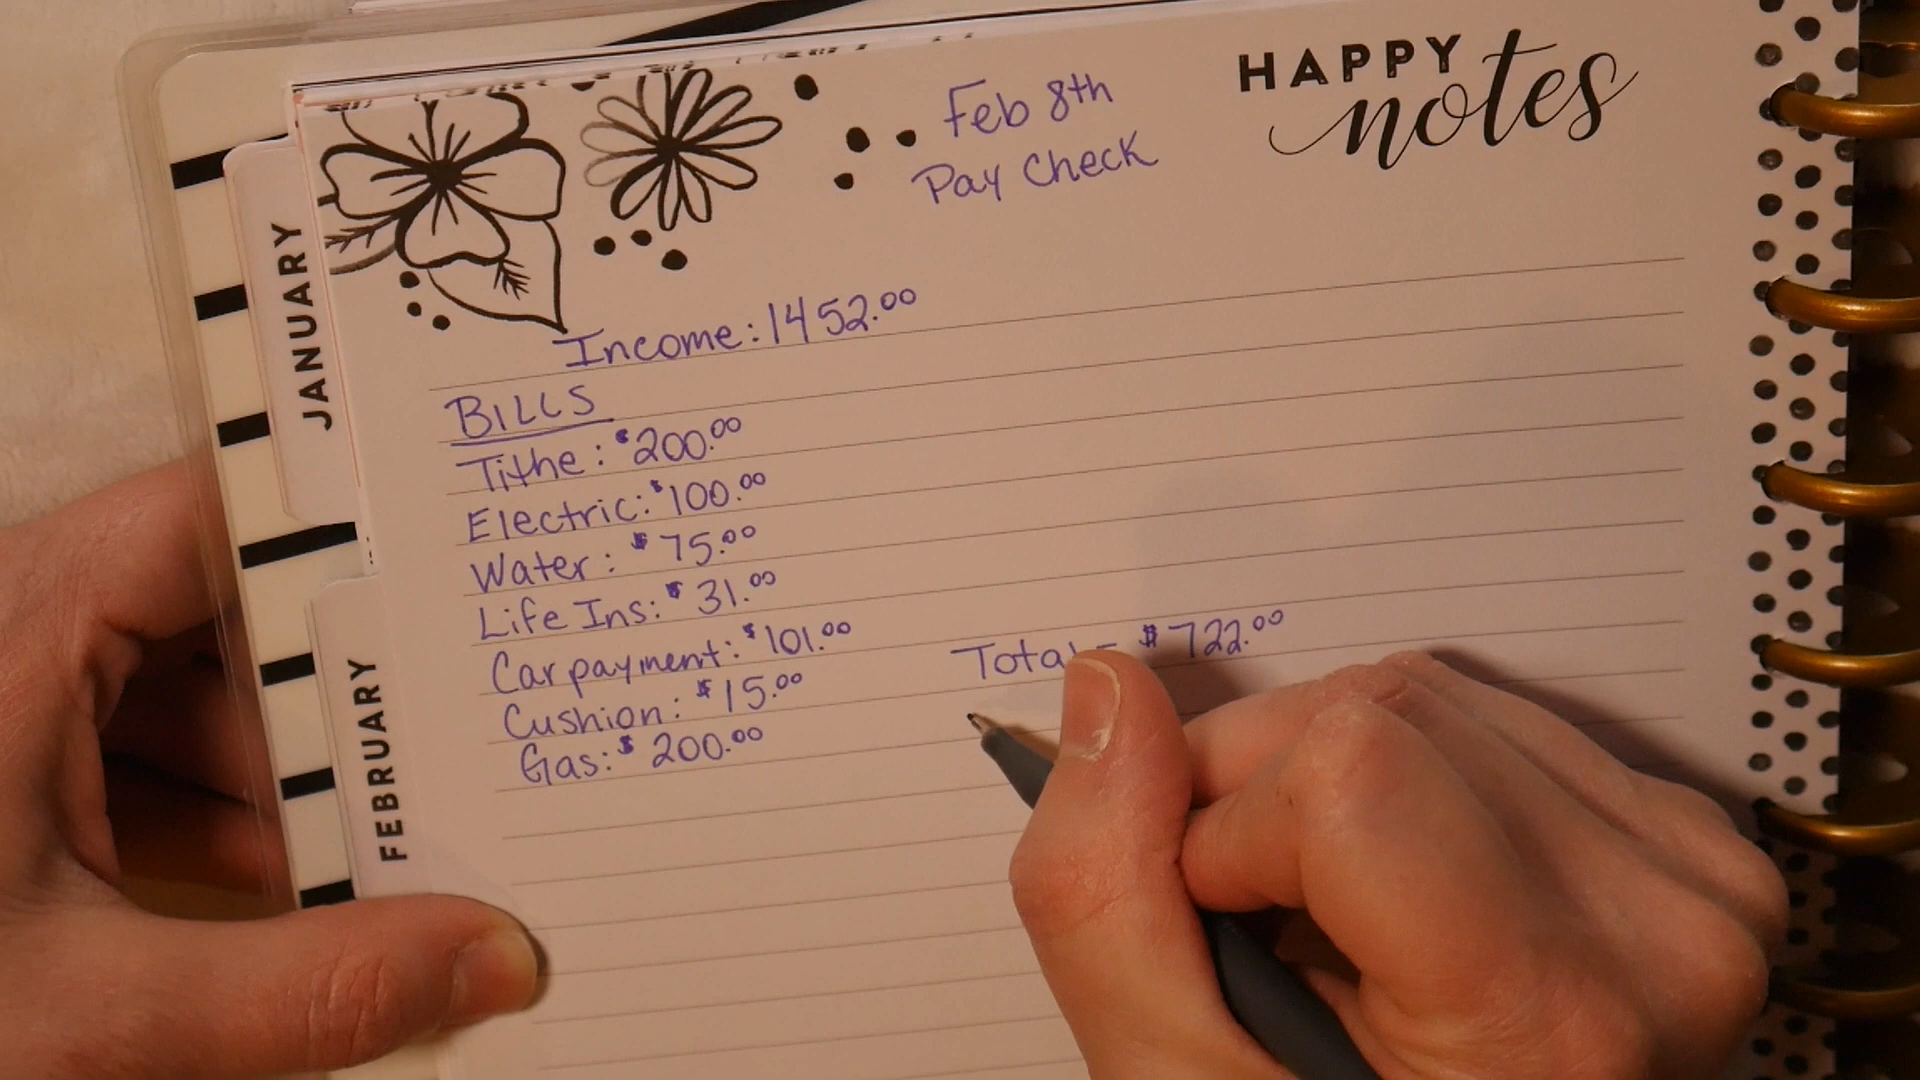 HAPPY
notes
Feb 8th
Pay Check
JANUARY
FEBRUARY
Income: 1452.00
BILLS
Tithe: $200.00
Electric: $100.00
Water: $75.00
Life Ins: $31.00
Car payment: $101.00
Cushion: $15.00
Gas: $200.00
Total - $722.00